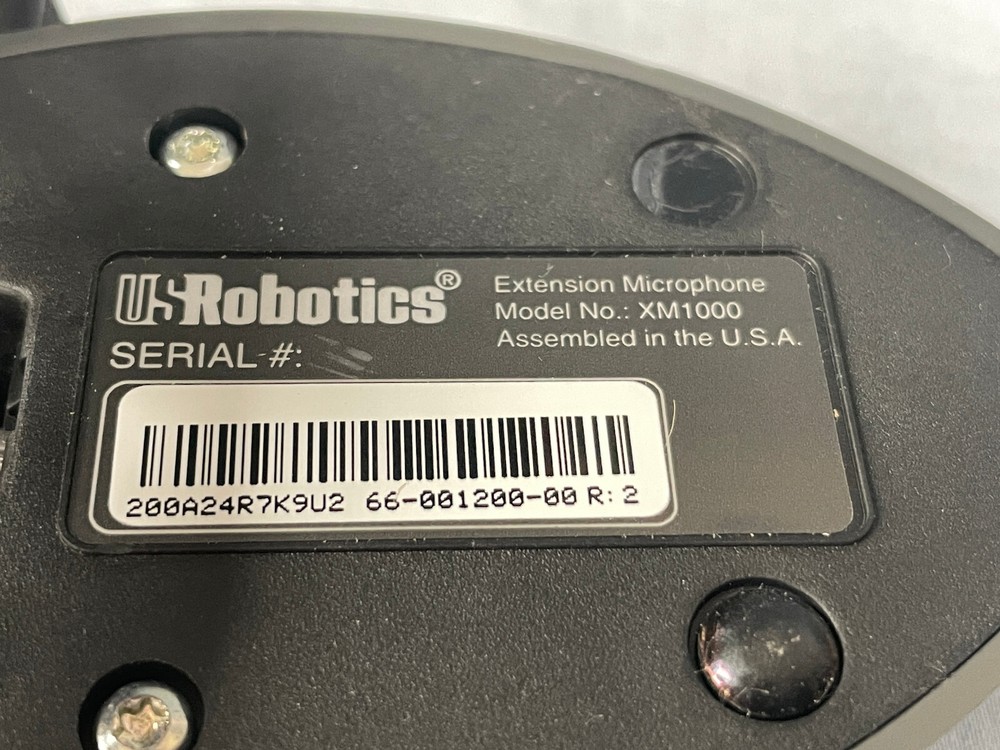 USRobotics®
Extension Microphone
Model No.: XM1000
Assembled in the U.S.A.
SERIAL #:
200A24R7K9U2 66-001200-00 R: 2